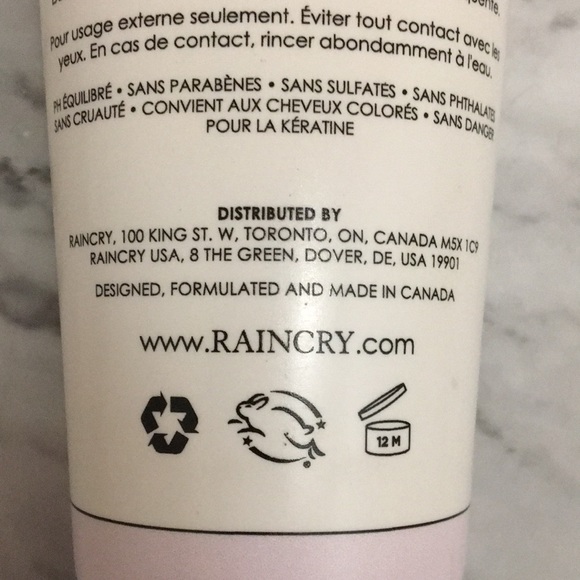 Pour usage externe seulement. Éviter tout contact avec les
yeux. En cas de contact, rincer abondamment à l'eau.
PH ÉQUILIBRÉ • SANS PARABÈNES • SANS SULFATES • SANS PHTHALATES
SANS CRUAUTÉ • CONVIENT AUX CHEVEUX COLORÉS • SANS DANGER
POUR LA KÉRATINE
DISTRIBUTED BY
RAINCRY, 100 KING ST. W, TORONTO, ON, CANADA M5X 1C9
RAINCRY USA, 8 THE GREEN, DOVER, DE, USA 19901
DESIGNED, FORMULATED AND MADE IN CANADA
www.RAINCRY.com
®
12 M